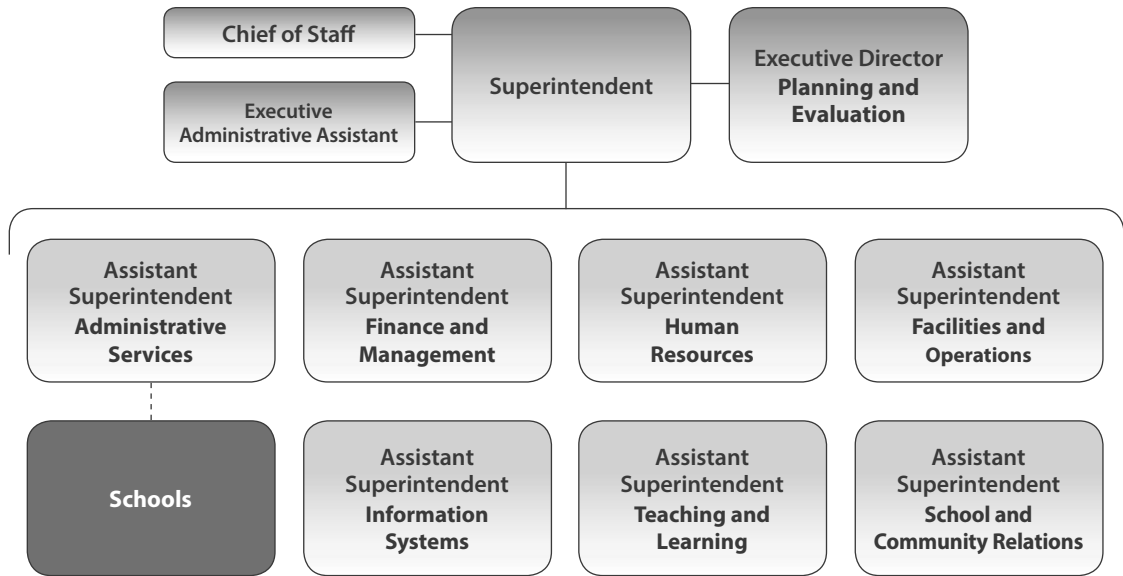 Chief of Staff
Executive
Administrative Assistant
Superintendent
Executive Director
Planning and
Evaluation
Assistant
Superintendent
Administrative
Services
Assistant
Superintendent
Finance and
Management
Assistant
Superintendent
Human
Resources
Assistant
Superintendent
Facilities and
Operations
Schools
Assistant
Superintendent
Information
Systems
Assistant
Superintendent
Teaching and
Learning
Assistant
Superintendent
School and
Community Relations